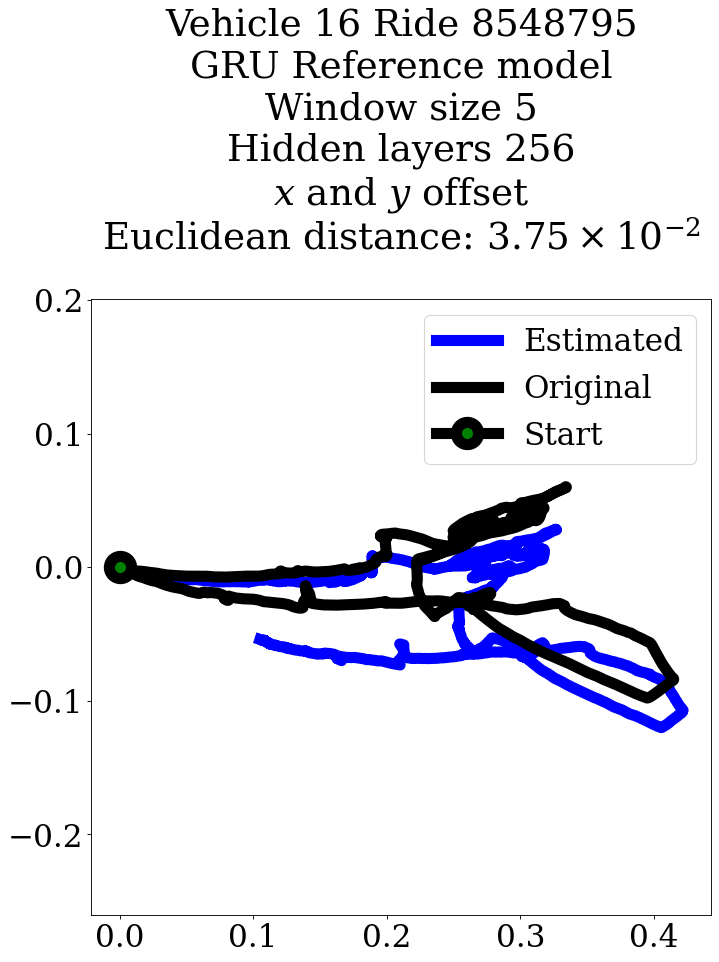 Vehicle 16 Ride 8548795
GRU Reference model
Window size 5
Hidden layers 256
x and y offset
Euclidean distance: 3.75 × 10⁻²
0.2
0.1
0.0
−0.1
−0.2
Estimated
Original
Start
0.0 0.1 0.2 0.3 0.4